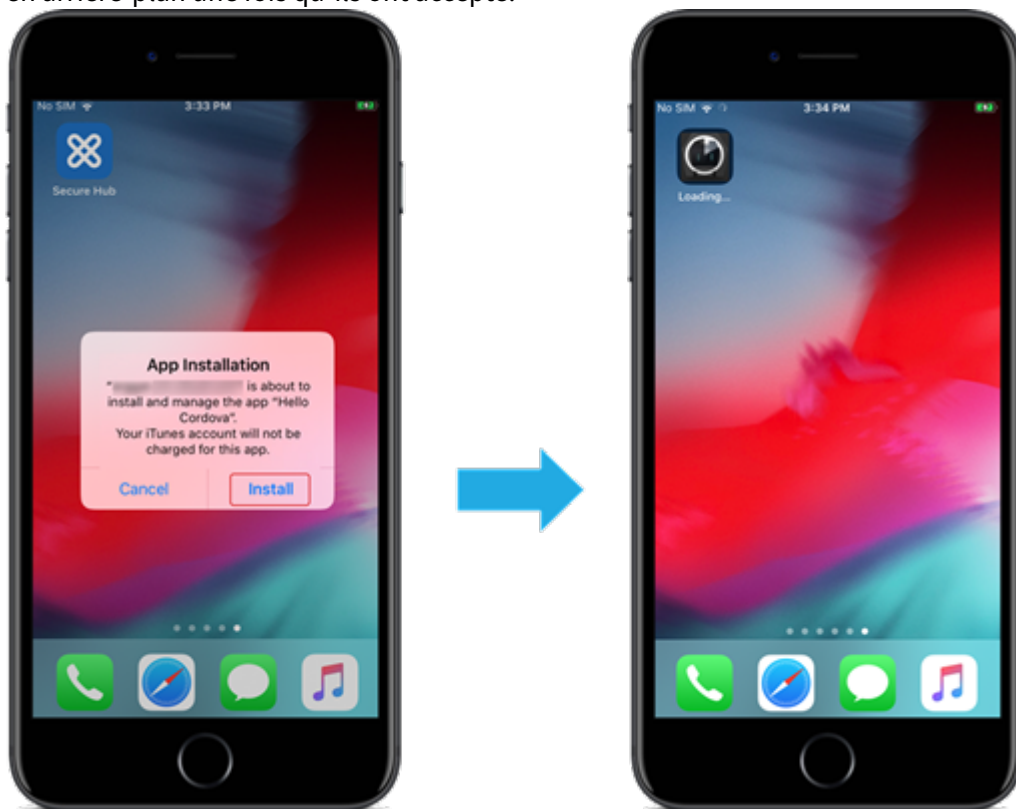 en arrière-plan une fois qu'ils ont accepté.
No SIM 3:33 PM
Secure Hub
App Installation
" is about to
install and manage the app "Hello
Cordova".
Your iTunes account will not be
charged for this app.
Cancel Install
No SIM 3:34 PM
Loading...